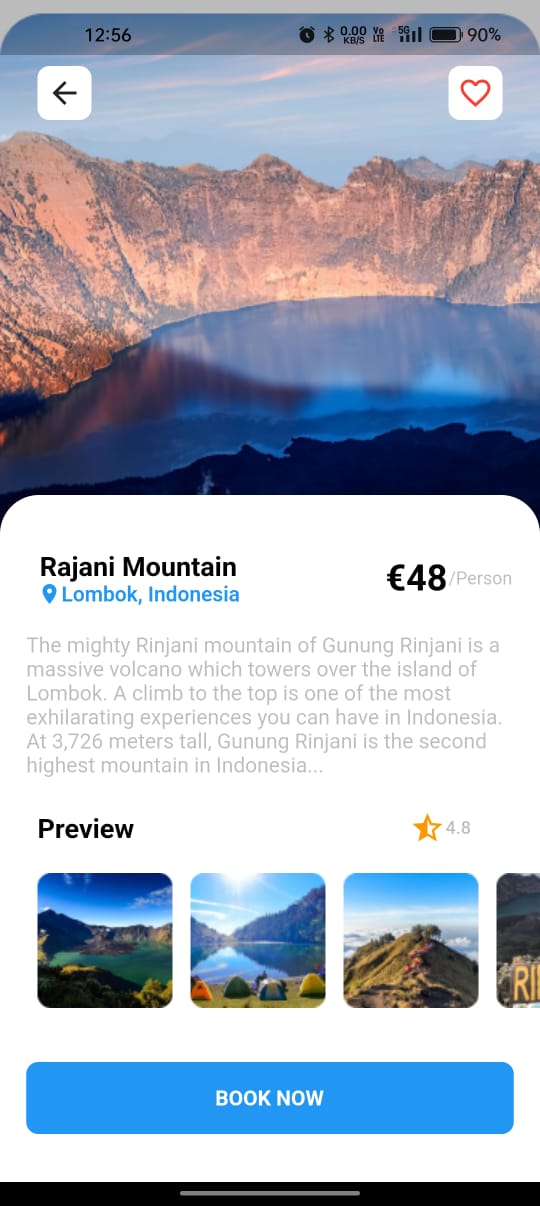 12:56
0.00 KB/S Vo LTE 5G 90%
Rajani Mountain
Lombok, Indonesia
€48/Person
The mighty Rinjani mountain of Gunung Rinjani is a
massive volcano which towers over the island of
Lombok. A climb to the top is one of the most
exhilarating experiences you can have in Indonesia.
At 3,726 meters tall, Gunung Rinjani is the second
highest mountain in Indonesia...
Preview
4.8
RI
BOOK NOW